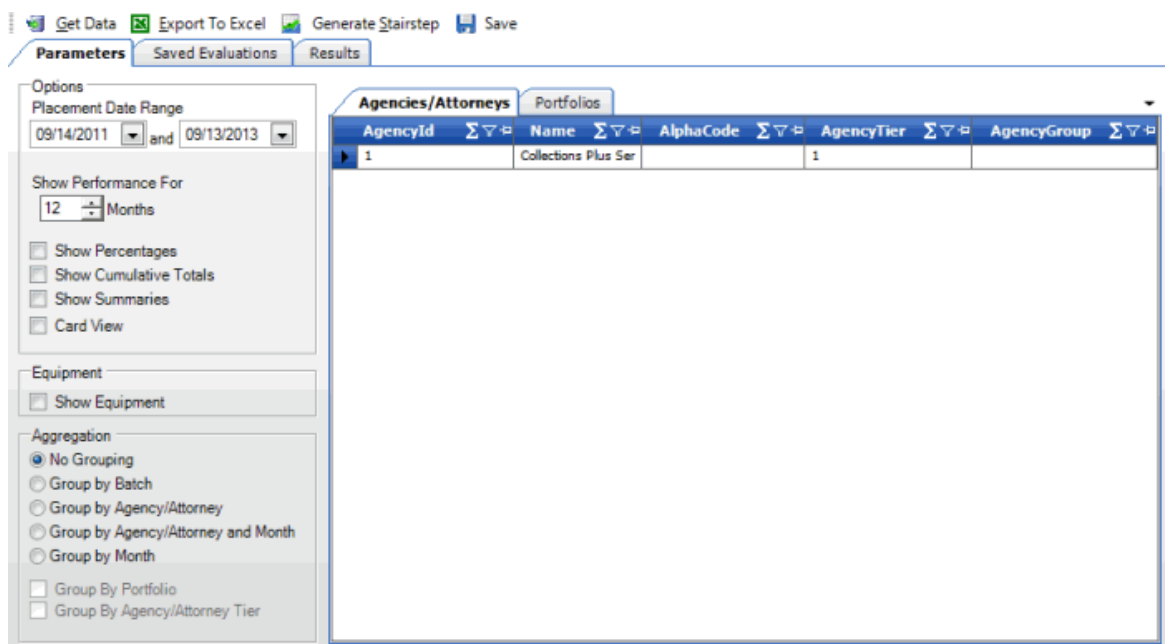 Get Data Export To Excel Generate Stairstep Save
Parameters Saved Evaluations Results
Options
Placement Date Range
09/14/2011 and 09/13/2013
Show Performance For
12 Months
Show Percentages
Show Cumulative Totals
Show Summaries
Card View
Equipment
Show Equipment
Aggregation
No Grouping
Group by Batch
Group by Agency/Attorney
Group by Agency/Attorney and Month
Group by Month
Group By Portfolio
Group By Agency/Attorney Tier
Agencies/Attorneys Portfolios
AgencyId Σ Name Σ AlphaCode Σ AgencyTier Σ AgencyGroup Σ
1 Collections Plus Ser 1